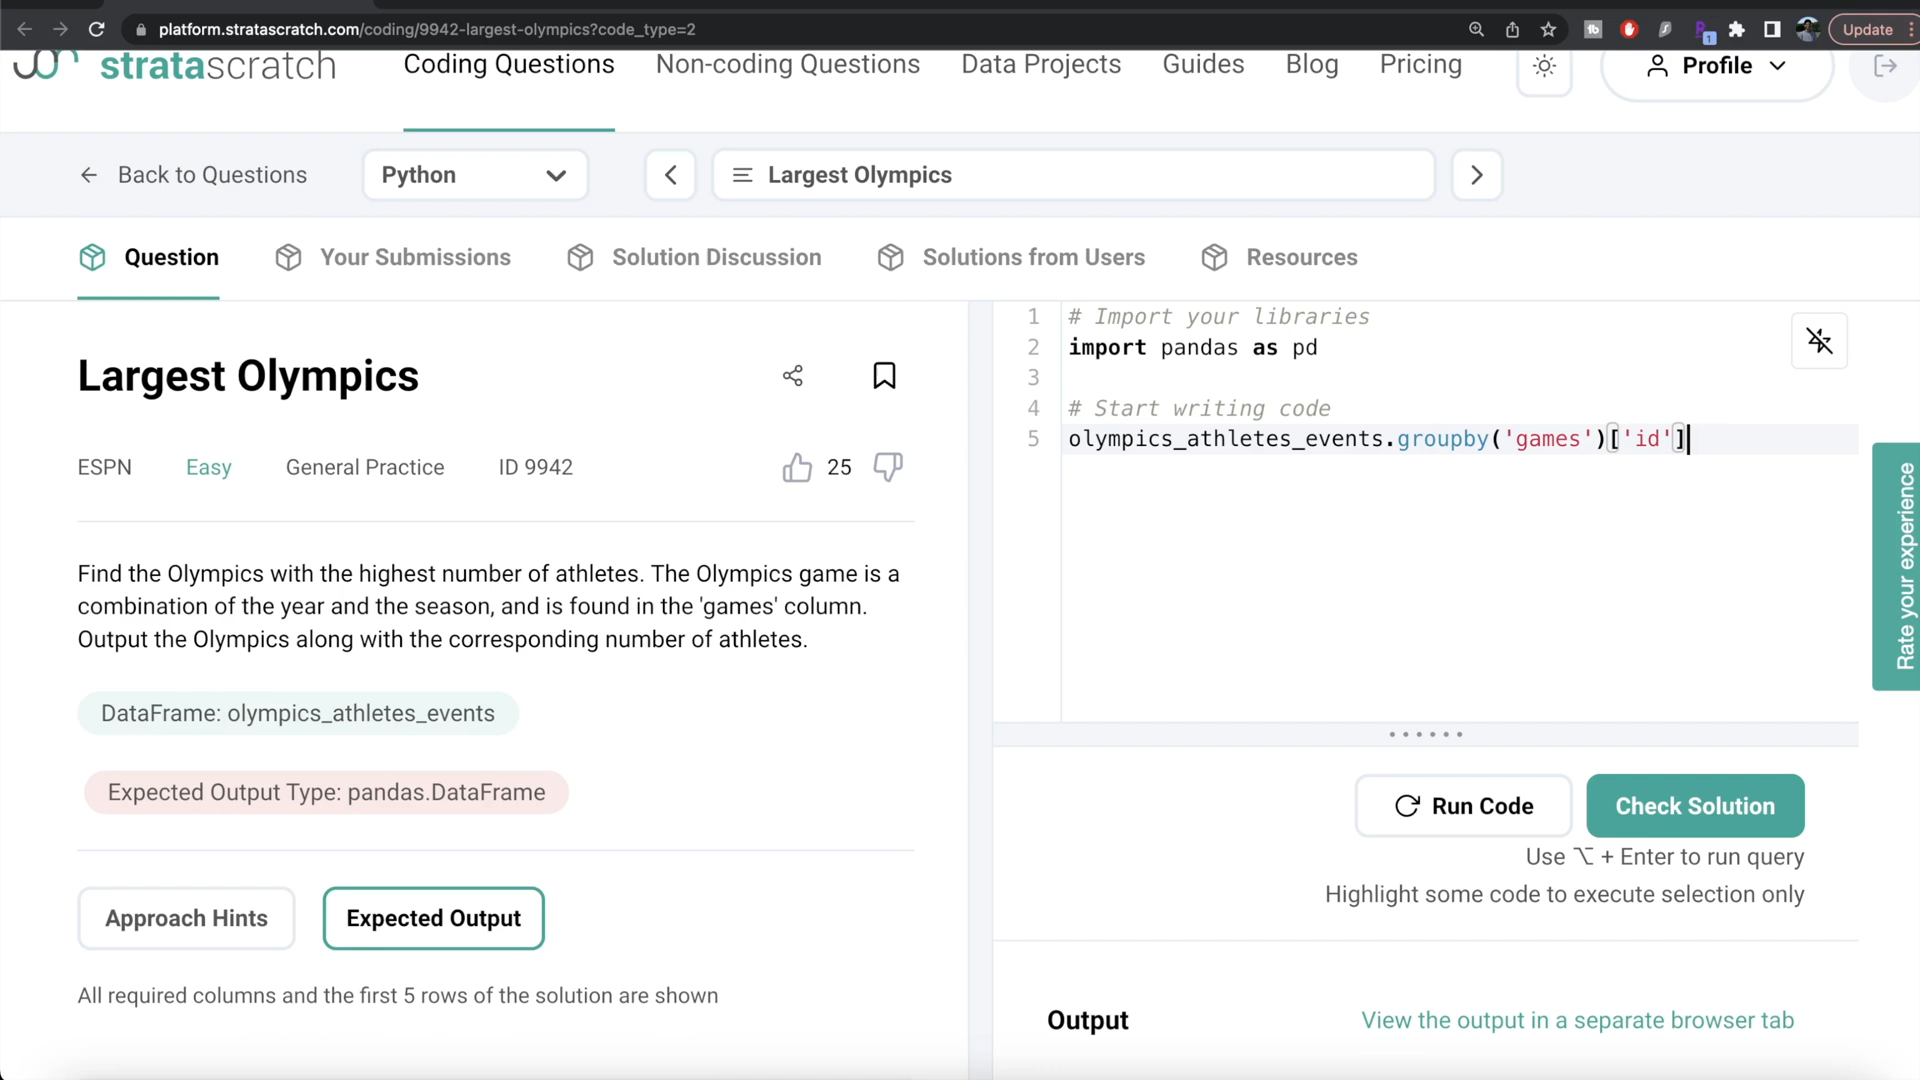 platform.stratascratch.com/coding/9942-largest-olympics?code_type=2
1
Update
stratascratch
Coding Questions
Non-coding Questions
Data Projects
Guides
Blog
Pricing
Profile
Back to Questions
Python
Largest Olympics
Question
Your Submissions
Solution Discussion
Solutions from Users
Resources
Largest Olympics
ESPN
Easy
General Practice
ID 9942
25
Find the Olympics with the highest number of athletes. The Olympics game is a
combination of the year and the season, and is found in the 'games' column.
Output the Olympics along with the corresponding number of athletes.
DataFrame: olympics_athletes_events
Expected Output Type: pandas.DataFrame
Approach Hints
Expected Output
All required columns and the first 5 rows of the solution are shown
1 # Import your libraries
2 import pandas as pd
3
4 # Start writing code
5 olympics_athletes_events.groupby('games')['id']
Run Code
Check Solution
Use ⌥ + Enter to run query
Highlight some code to execute selection only
Output
View the output in a separate browser tab
Rate your experience